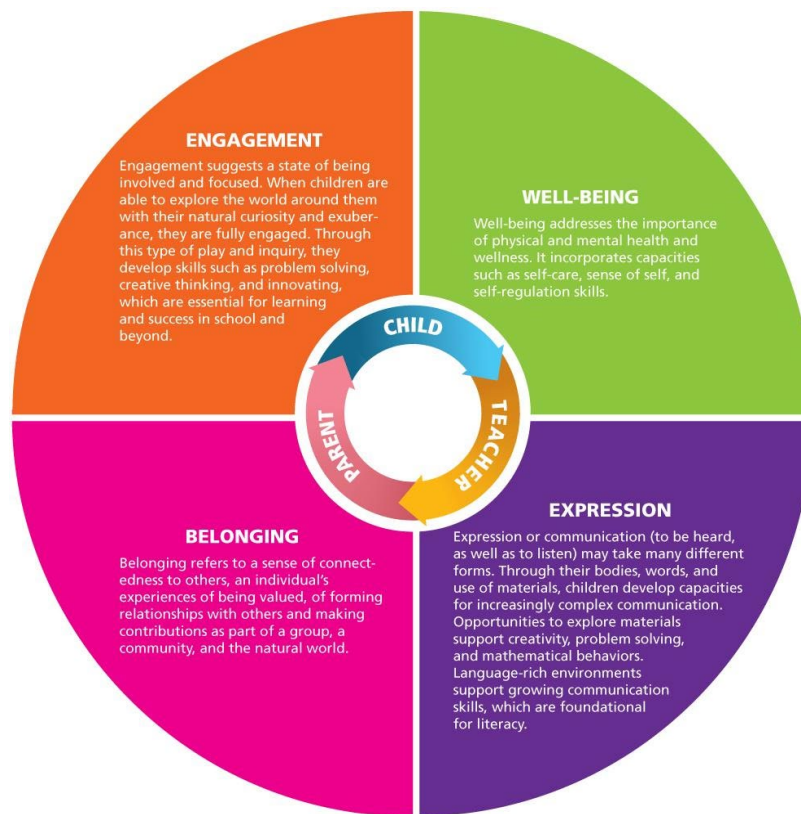 ENGAGEMENT
Engagement suggests a state of being
involved and focused. When children are
able to explore the world around them
with their natural curiosity and exuber-
ance, they are fully engaged. Through
this type of play and inquiry, they
develop skills such as problem solving,
creative thinking, and innovating,
which are essential for learning
and success in school and
beyond.
WELL-BEING
Well-being addresses the importance
of physical and mental health and
wellness. It incorporates capacities
such as self-care, sense of self, and
self-regulation skills.
CHILD
TEACHER
PARENT
BELONGING
Belonging refers to a sense of connect-
edness to others, an individual’s
experiences of being valued, of forming
relationships with others and making
contributions as part of a group, a
community, and the natural world.
EXPRESSION
Expression or communication (to be heard,
as well as to listen) may take many different
forms. Through their bodies, words, and
use of materials, children develop capacities
for increasingly complex communication.
Opportunities to explore materials
support creativity, problem solving,
and mathematical behaviors.
Language-rich environments
support growing communication
skills, which are foundational
for literacy.